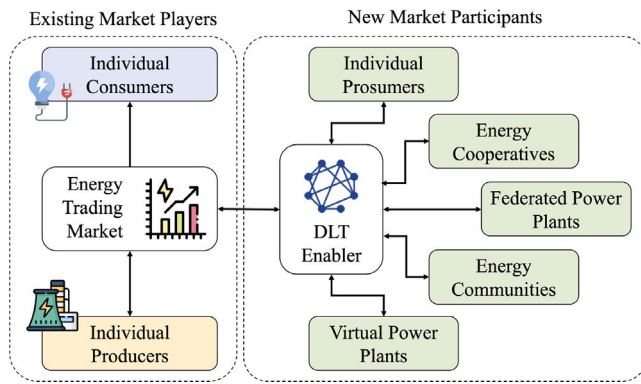 Existing Market Players
New Market Participants
Individual
Consumers
Energy
Trading
Market
Individual
Producers
Individual
Prosumers
DLT
Enabler
Energy
Cooperatives
Federated Power
Plants
Energy
Communities
Virtual Power
Plants